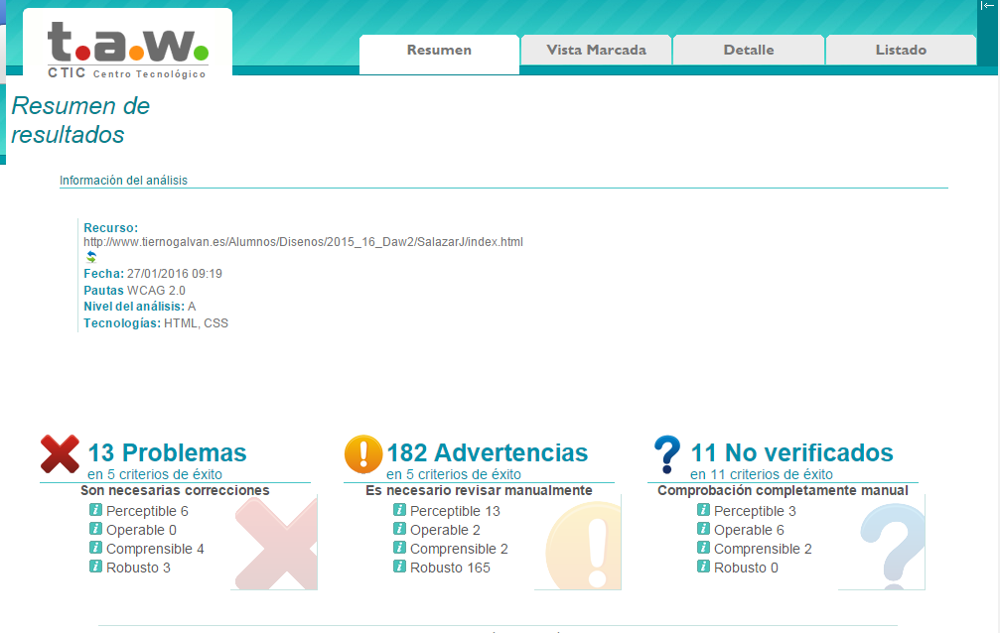 t.a.w.
CTIC Centro Tecnológico
Resumen
Vista Marcada
Detalle
Listado
Resumen de
resultados
Información del análisis
Recurso:
http://www.tiernogalvan.es/Alumnos/Disenos/2015_16_Daw2/SalazarJ/index.html
Fecha: 27/01/2016 09:19
Pautas WCAG 2.0
Nivel del análisis: A
Tecnologías: HTML, CSS
13 Problemas
en 5 criterios de éxito
Son necesarias correcciones
Perceptible 6
Operable 0
Comprensible 4
Robusto 3
182 Advertencias
en 5 criterios de éxito
Es necesario revisar manualmente
Perceptible 13
Operable 2
Comprensible 2
Robusto 165
11 No verificados
en 11 criterios de éxito
Comprobación completamente manual
Perceptible 3
Operable 6
Comprensible 2
Robusto 0